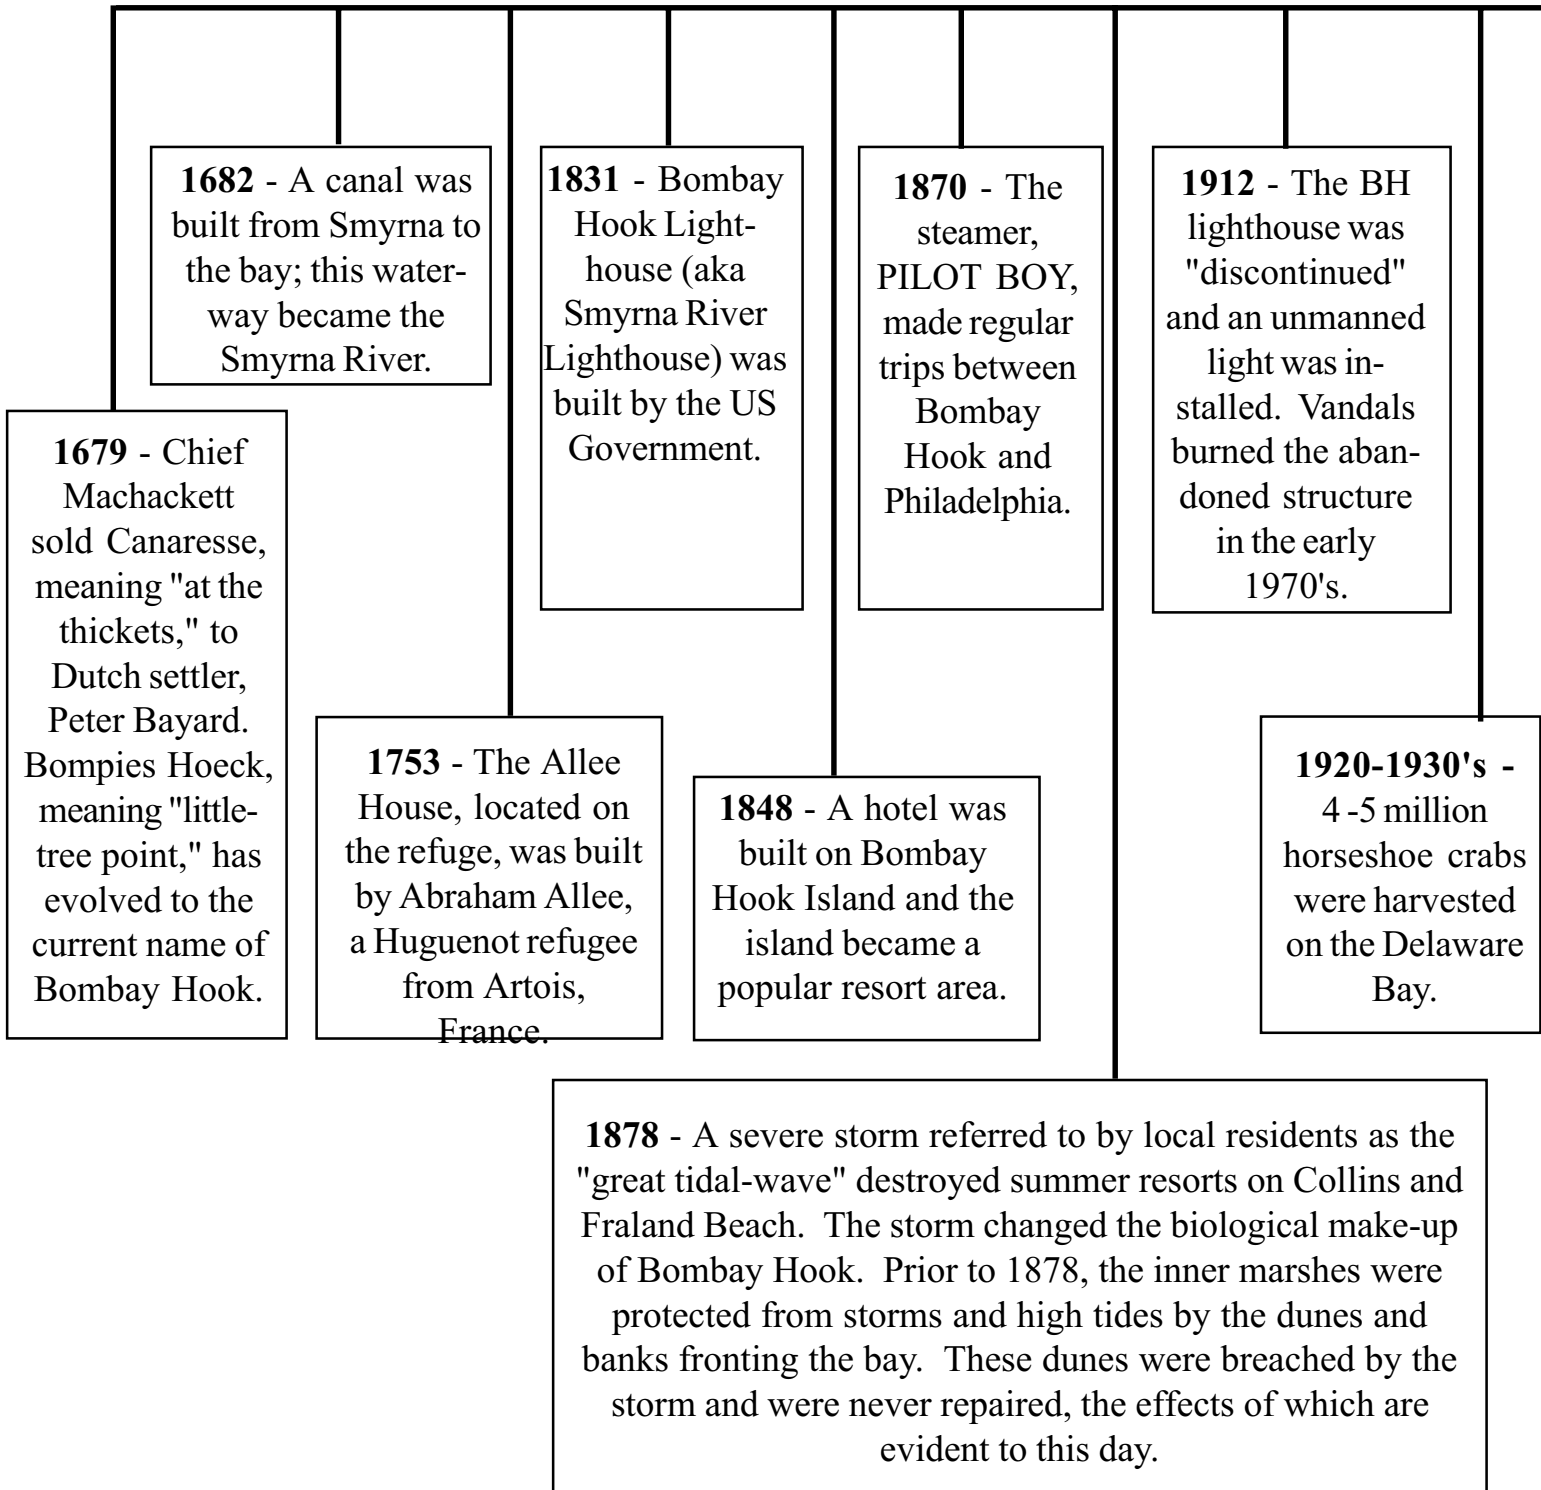 1679 - Chief
Machackett
sold Canaresse,
meaning "at the
thickets," to
Dutch settler,
Peter Bayard.
Bompies Hoeck,
meaning "little-
tree point," has
evolved to the
current name of
Bombay Hook.
1682 - A canal was
built from Smyrna to
the bay; this water-
way became the
Smyrna River.
1753 - The Allee
House, located on
the refuge, was built
by Abraham Allee,
a Huguenot refugee
from Artois,
France.
1831 - Bombay
Hook Light-
house (aka
Smyrna River
Lighthouse) was
built by the US
Government.
1848 - A hotel was
built on Bombay
Hook Island and the
island became a
popular resort area.
1870 - The
steamer,
PILOT BOY,
made regular
trips between
Bombay
Hook and
Philadelphia.
1878 - A severe storm referred to by local residents as the
"great tidal-wave" destroyed summer resorts on Collins and
Fraland Beach.  The storm changed the biological make-up
of Bombay Hook.  Prior to 1878, the inner marshes were
protected from storms and high tides by the dunes and
banks fronting the bay.  These dunes were breached by the
storm and were never repaired, the effects of which are
evident to this day.
1912 - The BH
lighthouse was
"discontinued"
and an unmanned
light was in-
stalled.  Vandals
burned the aban-
doned structure
in the early
1970's.
1920-1930's -
4 -5 million
horseshoe crabs
were harvested
on the Delaware
Bay.